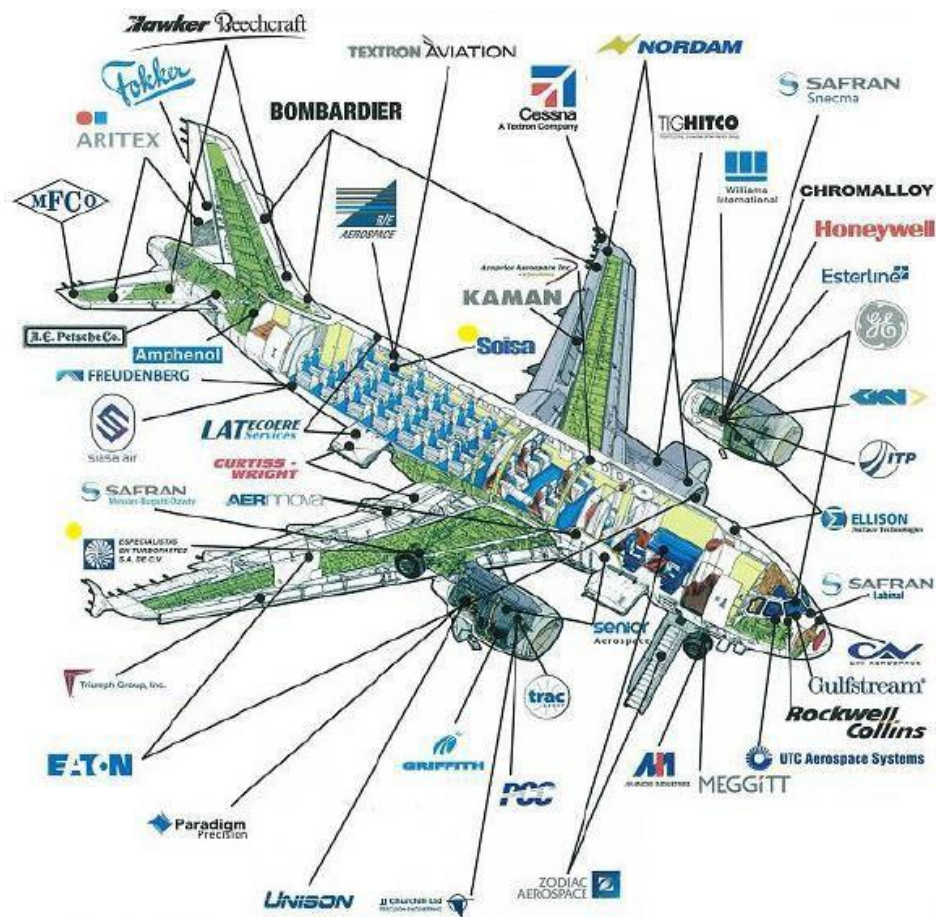 Hawker Beechcraft
Fokker
TEXTRON AVIATION
NORDAM
Cessna
A Textron Company
SAFRAN
Snecma
ARITEX
BOMBARDIER
TIGHITCO
MFCO
B/E
AEROSPACE
Williams
International
CHROMALLOY
Honeywell
Esterline
GE
KAMAN
A.E. Petsche Co.
Amphenol
Soisa
FREUDENBERG
GKN
ITP
siasa air
LATECOERE
Services
CURTISS-
WRIGHT
AERnnova
SAFRAN
Messier-Bugatti-Dowty
ELLISON
ESPECIALISTAS
EN TURBOPARTES
S.A. DE C.V.
SAFRAN
Labinal
senior
Aerospace
Triumph Group, Inc.
trac
Gulfstream
Rockwell
Collins
EATON
GRIFFITH
PCC
MEGGiTT
UTC Aerospace Systems
Paradigm
Precision
UNISON
JJ Churchill Ltd
ZODIAC
AEROSPACE